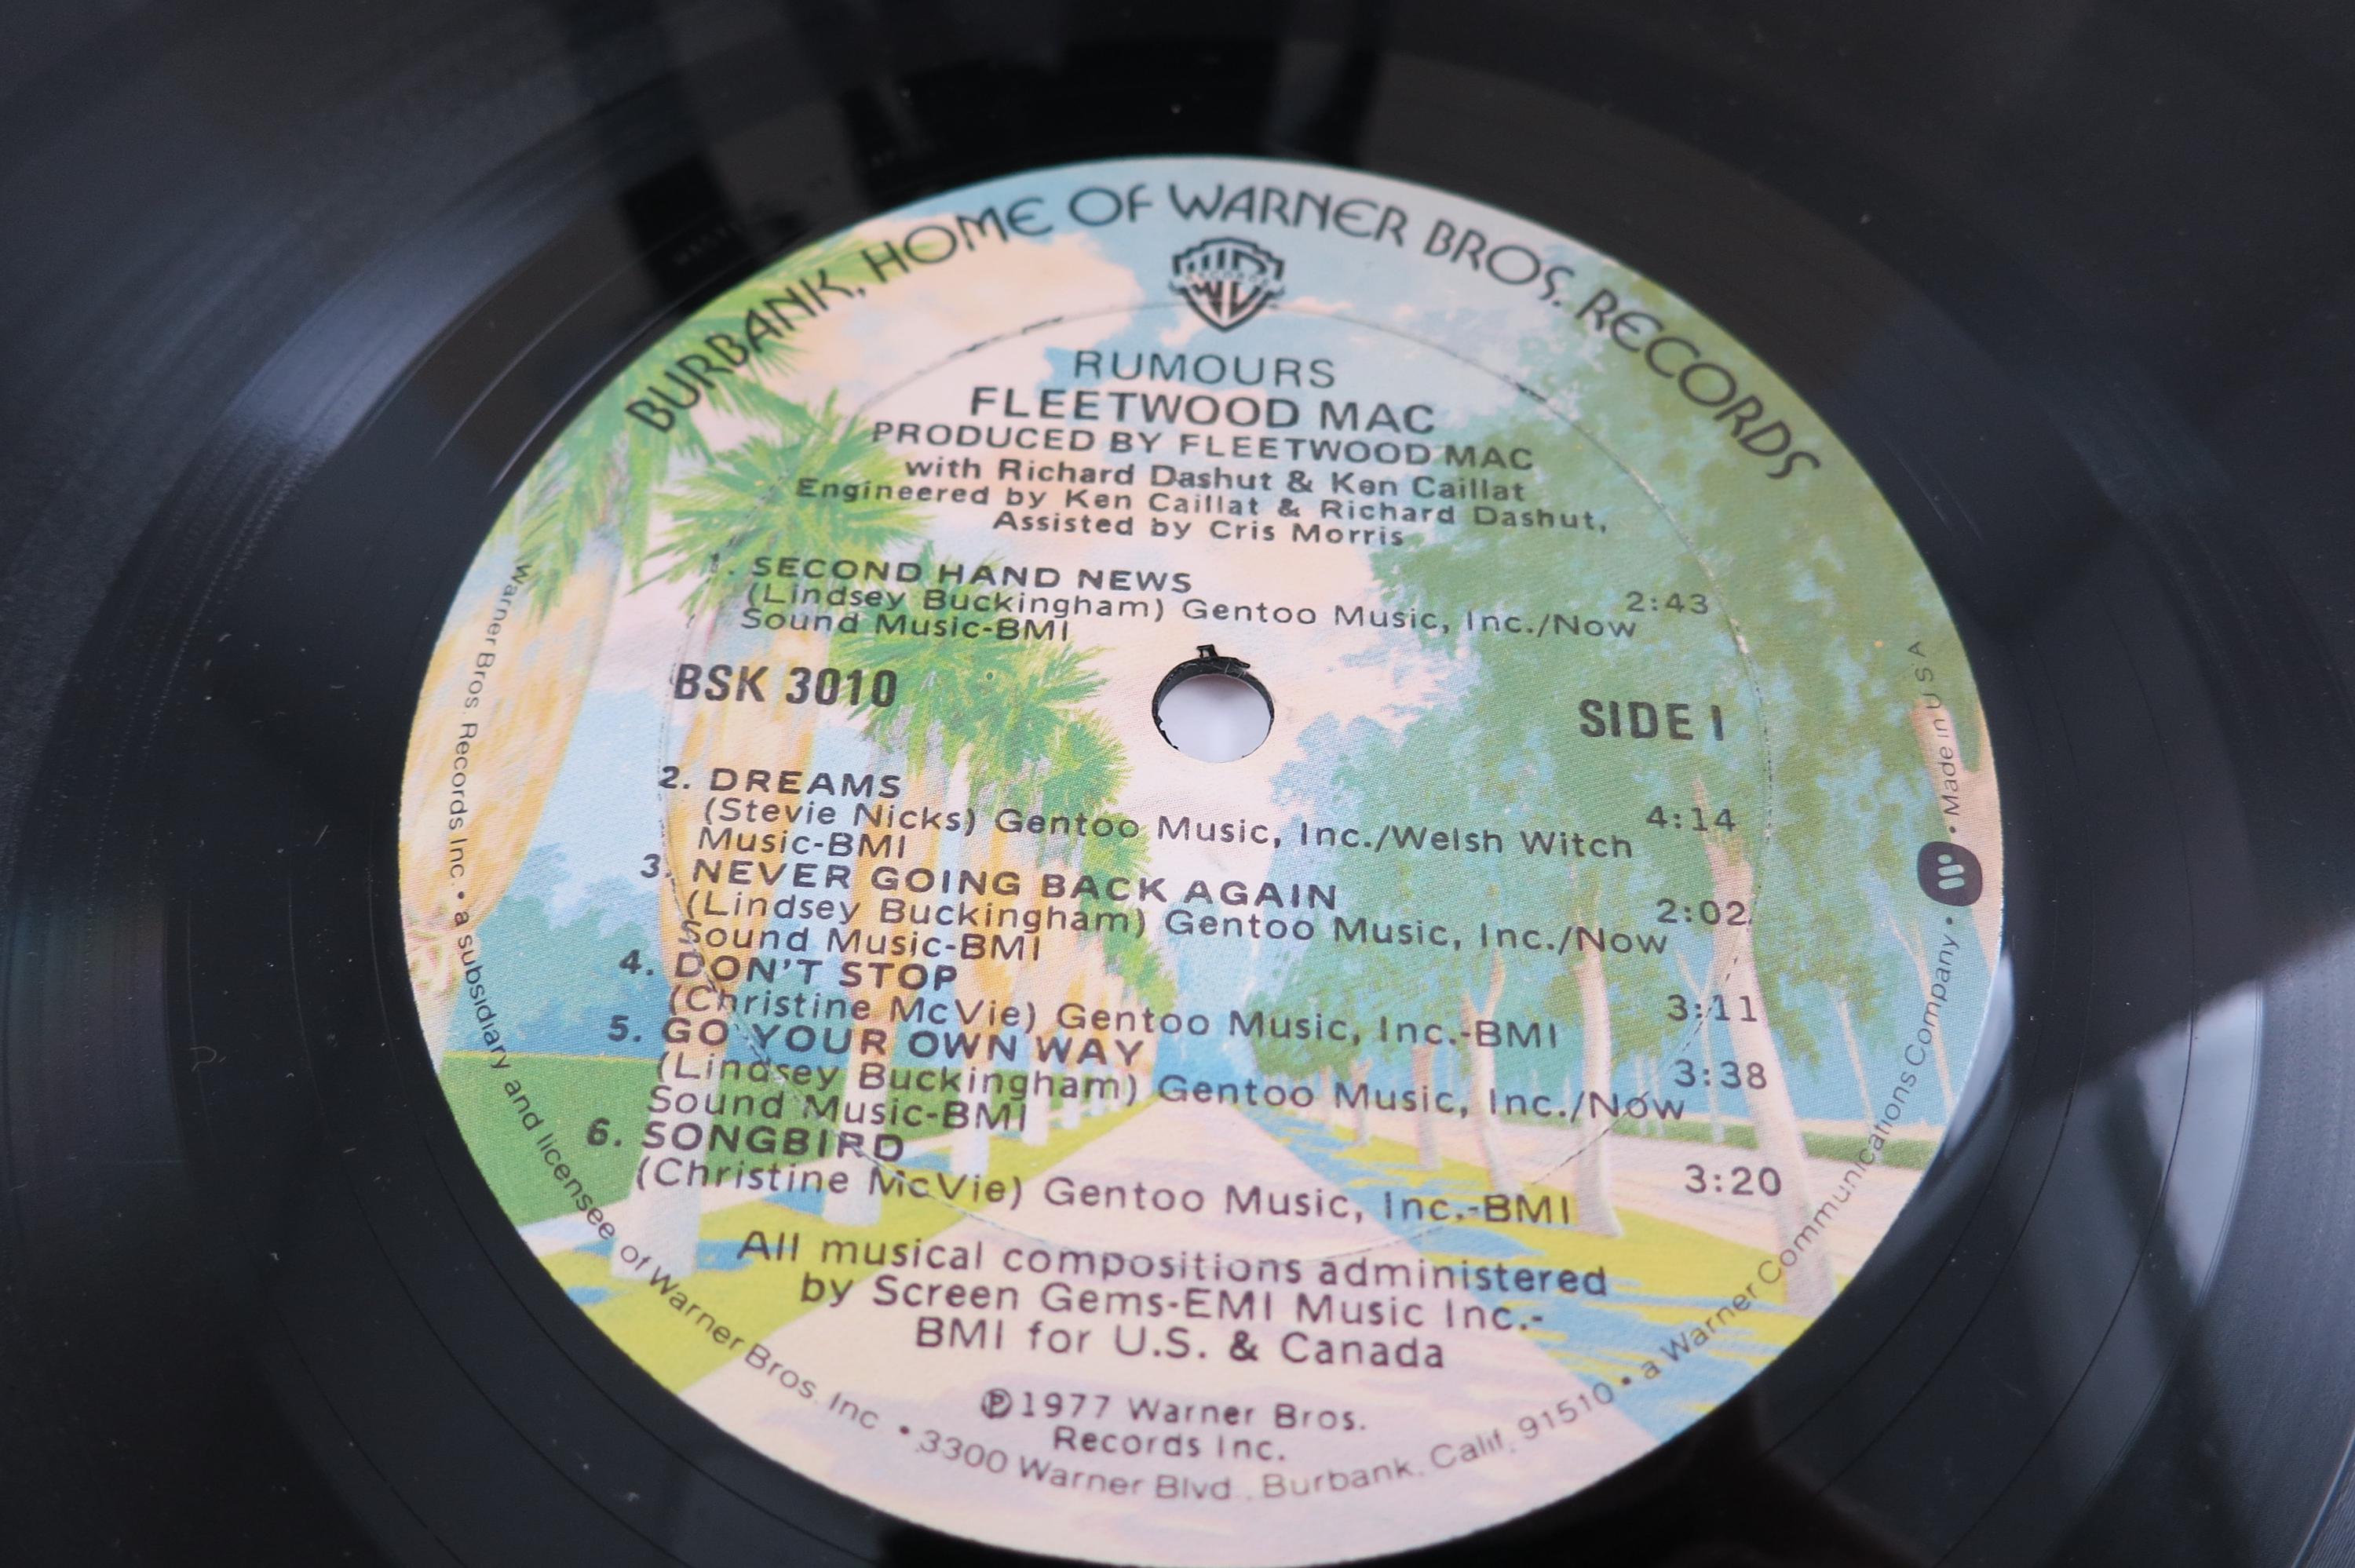 BURBANK, HOME OF WARNER BROS. RECORDS
RECORDS
RUMOURS
FLEETWOOD MAC
PRODUCED BY FLEETWOOD MAC
with Richard Dashut & Ken Caillat
Engineered by Ken Caillat & Richard Dashut,
Assisted by Cris Morris
1. SECOND HAND NEWS 2:43
(Lindsey Buckingham) Gentoo Music, Inc./Now
Sound Music-BMI
BSK 3010 SIDE 1
2. DREAMS 4:14
(Stevie Nicks) Gentoo Music, Inc./Welsh Witch
Music-BMI
3. NEVER GOING BACK AGAIN 2:02
(Lindsey Buckingham) Gentoo Music, Inc./Now
Sound Music-BMI
4. DON'T STOP 3:11
(Christine McVie) Gentoo Music, Inc.-BMI
5. GO YOUR OWN WAY 3:38
(Lindsey Buckingham) Gentoo Music, Inc./Now
Sound Music-BMI
6. SONGBIRD 3:20
(Christine McVie) Gentoo Music, Inc.-BMI
All musical compositions administered
by Screen Gems-EMI Music Inc.-
BMI for U.S. & Canada
℗1977 Warner Bros.
Records Inc.
Warner Bros. Records Inc. • a subsidiary and licensee of Warner Bros. Inc • 3300 Warner Blvd. Burbank. Calif. 91510 • a Warner Communications Company • Made in U S A